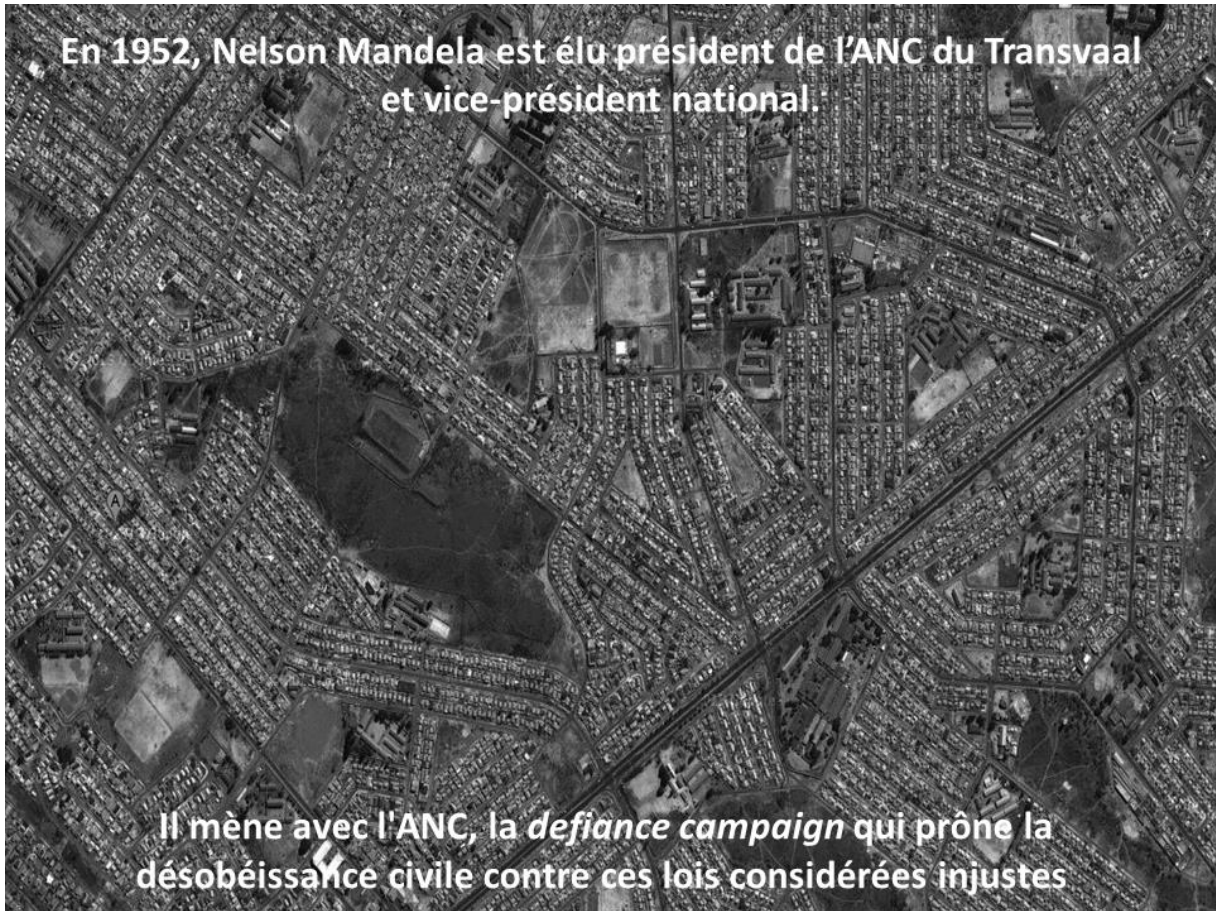 En 1952, Nelson Mandela est élu président de l'ANC du Transvaal
et vice-président national.
A
Il mène avec l'ANC, la defiance campaign qui prône la
désobéissance civile contre ces lois considérées injustes